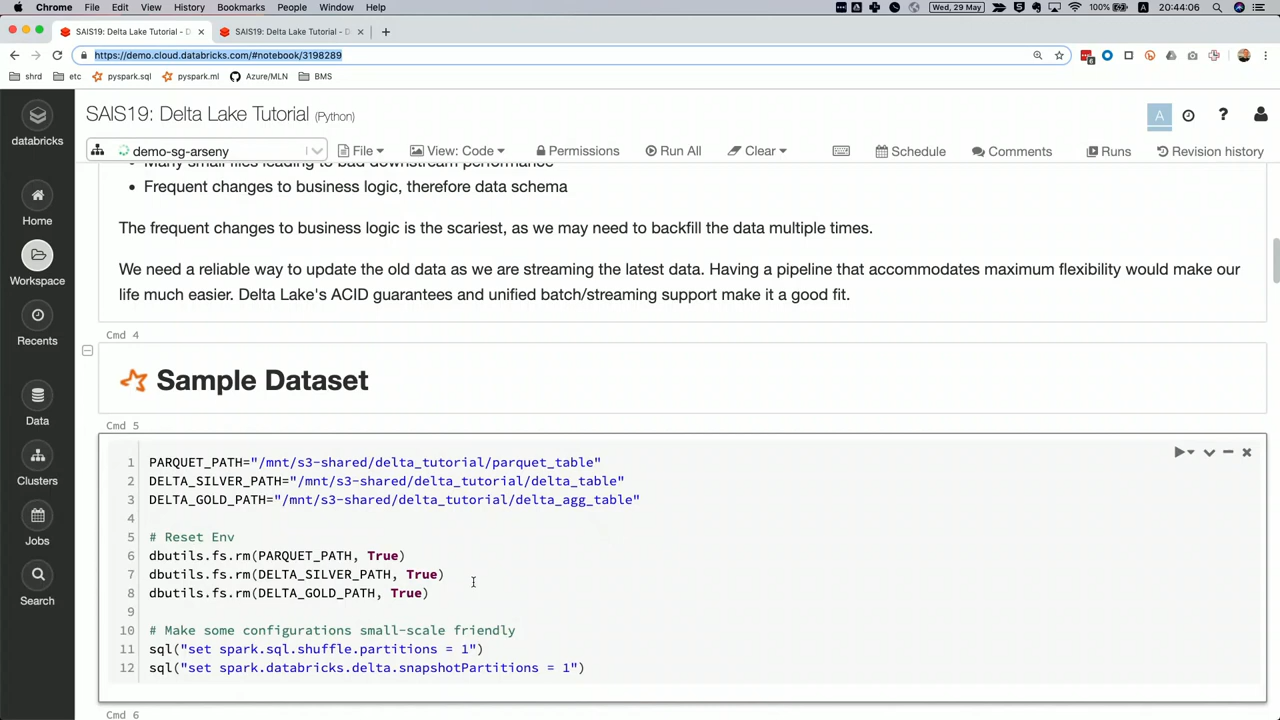 Chrome File Edit View History Bookmarks People Window Help
100% Wed, 29 May 20:44:06
SAIS19: Delta Lake Tutorial - D
SAIS19: Delta Lake Tutorial - D
https://demo.cloud.databricks.com/#notebook/3198289
shrd etc pyspark.sql pyspark.ml Azure/MLN BMS
databricks
Home
Workspace
Recents
Data
Clusters
Jobs
Search
SAIS19: Delta Lake Tutorial (Python)
A
demo-sg-arseny File View: Code Permissions Run All Clear Schedule Comments Runs Revision history
Many small files leading to bad downstream performance
Frequent changes to business logic, therefore data schema
The frequent changes to business logic is the scariest, as we may need to backfill the data multiple times.
We need a reliable way to update the old data as we are streaming the latest data. Having a pipeline that accommodates maximum flexibility would make our
life much easier. Delta Lake's ACID guarantees and unified batch/streaming support make it a good fit.
Cmd 4
Sample Dataset
Cmd 5
1 PARQUET_PATH="/mnt/s3-shared/delta_tutorial/parquet_table"
2 DELTA_SILVER_PATH="/mnt/s3-shared/delta_tutorial/delta_table"
3 DELTA_GOLD_PATH="/mnt/s3-shared/delta_tutorial/delta_agg_table"
4
5 # Reset Env
6 dbutils.fs.rm(PARQUET_PATH, True)
7 dbutils.fs.rm(DELTA_SILVER_PATH, True)
8 dbutils.fs.rm(DELTA_GOLD_PATH, True)
9
10 # Make some configurations small-scale friendly
11 sql("set spark.sql.shuffle.partitions = 1")
12 sql("set spark.databricks.delta.snapshotPartitions = 1")
Cmd 6